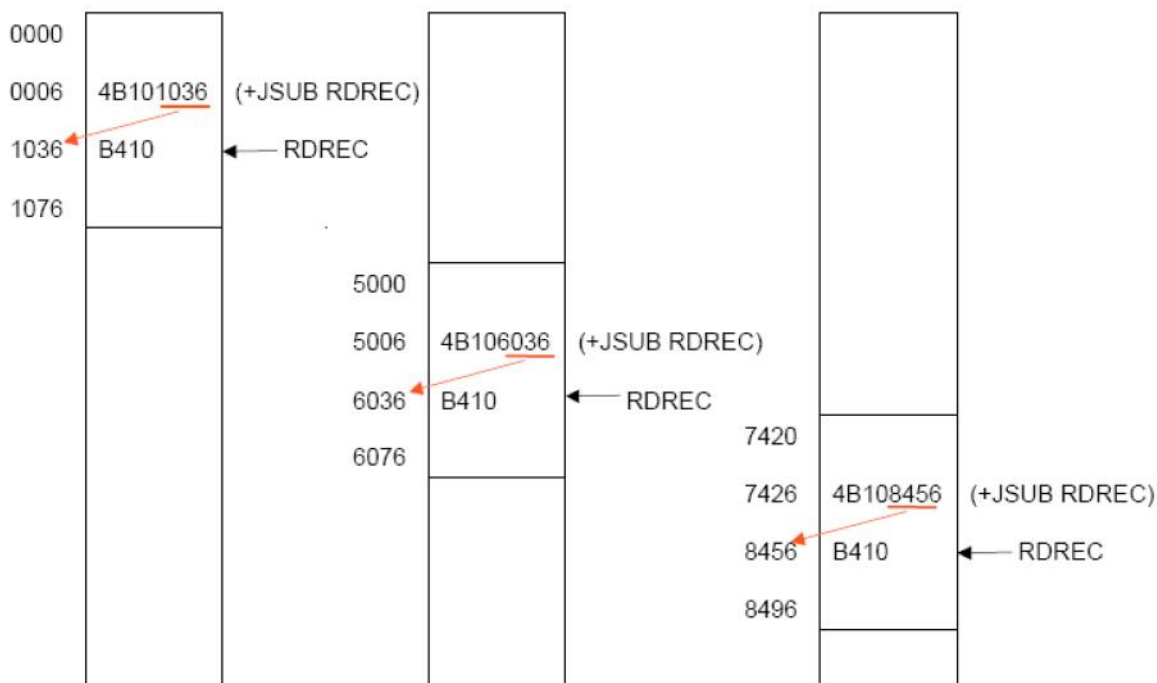 0000
0006 4B101036 (+JSUB RDREC)
1036 B410 RDREC
1076
5000
5006 4B106036 (+JSUB RDREC)
6036 B410 RDREC
6076
7420
7426 4B108456 (+JSUB RDREC)
8456 B410 RDREC
8496